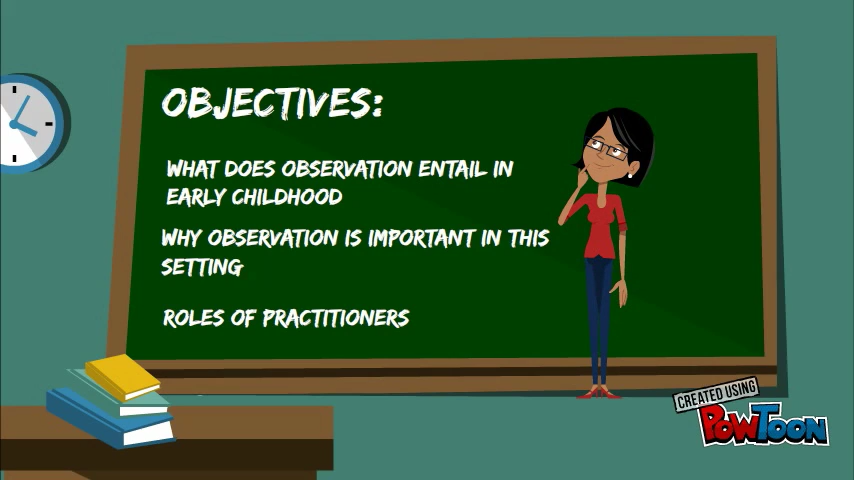 OBJECTIVES:
WHAT DOES OBSERVATION ENTAIL IN
EARLY CHILDHOOD
WHY OBSERVATION IS IMPORTANT IN THIS
SETTING
ROLES OF PRACTITIONERS
CREATED USING
POWTOON